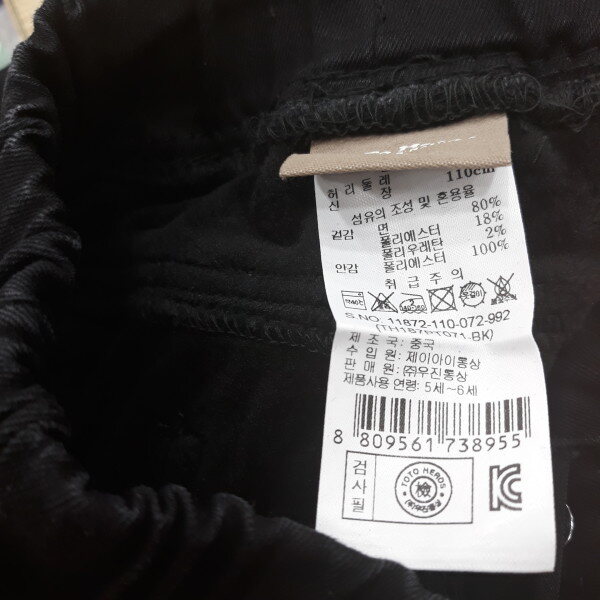 허리둘레
신 장 110cm
섬유의 조성 및 혼용율
겉감 면 80%
폴리에스터 18%
폴리우레탄 2%
안감 폴리에스터 100%
취급주의
S.NO. 11872-110-072-992
(TH187PT071-BK)
제 조 국: 중국
수 입 원: 제이아이통상
판 매 원: ㈜우진통상
제품사용 연령: 5세~6세
8 809561 738955
검사필
TOTO HEROS
檢